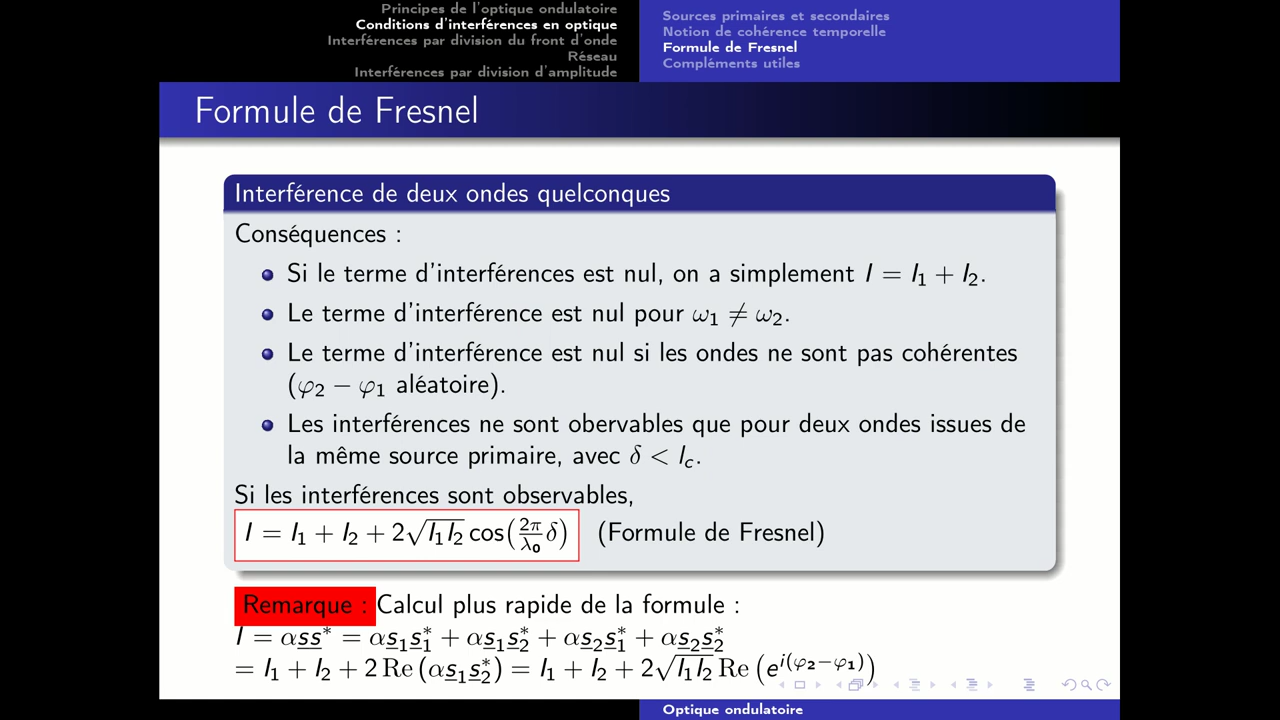 Principes de l'optique ondulatoire
Conditions d'interférences en optique
Interférences par division du front d'onde
Réseau
Interférences par division d'amplitude
Sources primaires et secondaires
Notion de cohérence temporelle
Formule de Fresnel
Compléments utiles
Formule de Fresnel
Interférence de deux ondes quelconques
Conséquences :
Si le terme d'interférences est nul, on a simplement I = I₁ + I₂.
Le terme d'interférence est nul pour ω₁ ≠ ω₂.
Le terme d'interférence est nul si les ondes ne sont pas cohérentes
(φ₂ − φ₁ aléatoire).
Les interférences ne sont obervables que pour deux ondes issues de
la même source primaire, avec δ < l_c.
Si les interférences sont observables,
I = I₁ + I₂ + 2√(I₁I₂) cos(2π/λ₀ δ) (Formule de Fresnel)
Remarque : Calcul plus rapide de la formule :
I = αss* = αs₁s₁* + αs₁s₂* + αs₂s₁* + αs₂s₂*
= I₁ + I₂ + 2 Re (αs₁s₂*) = I₁ + I₂ + 2√(I₁I₂) Re (e^{i(φ₂−φ₁)})
Optique ondulatoire